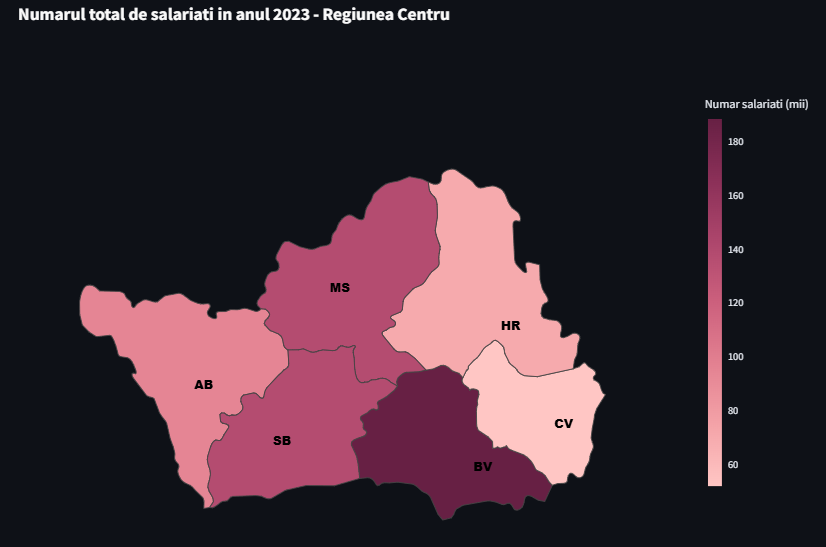 Numarul total de salariati in anul 2023 - Regiunea Centru
Numar salariati (mii)
180
160
140
120
100
80
60
MS
HR
AB
CV
SB
BV